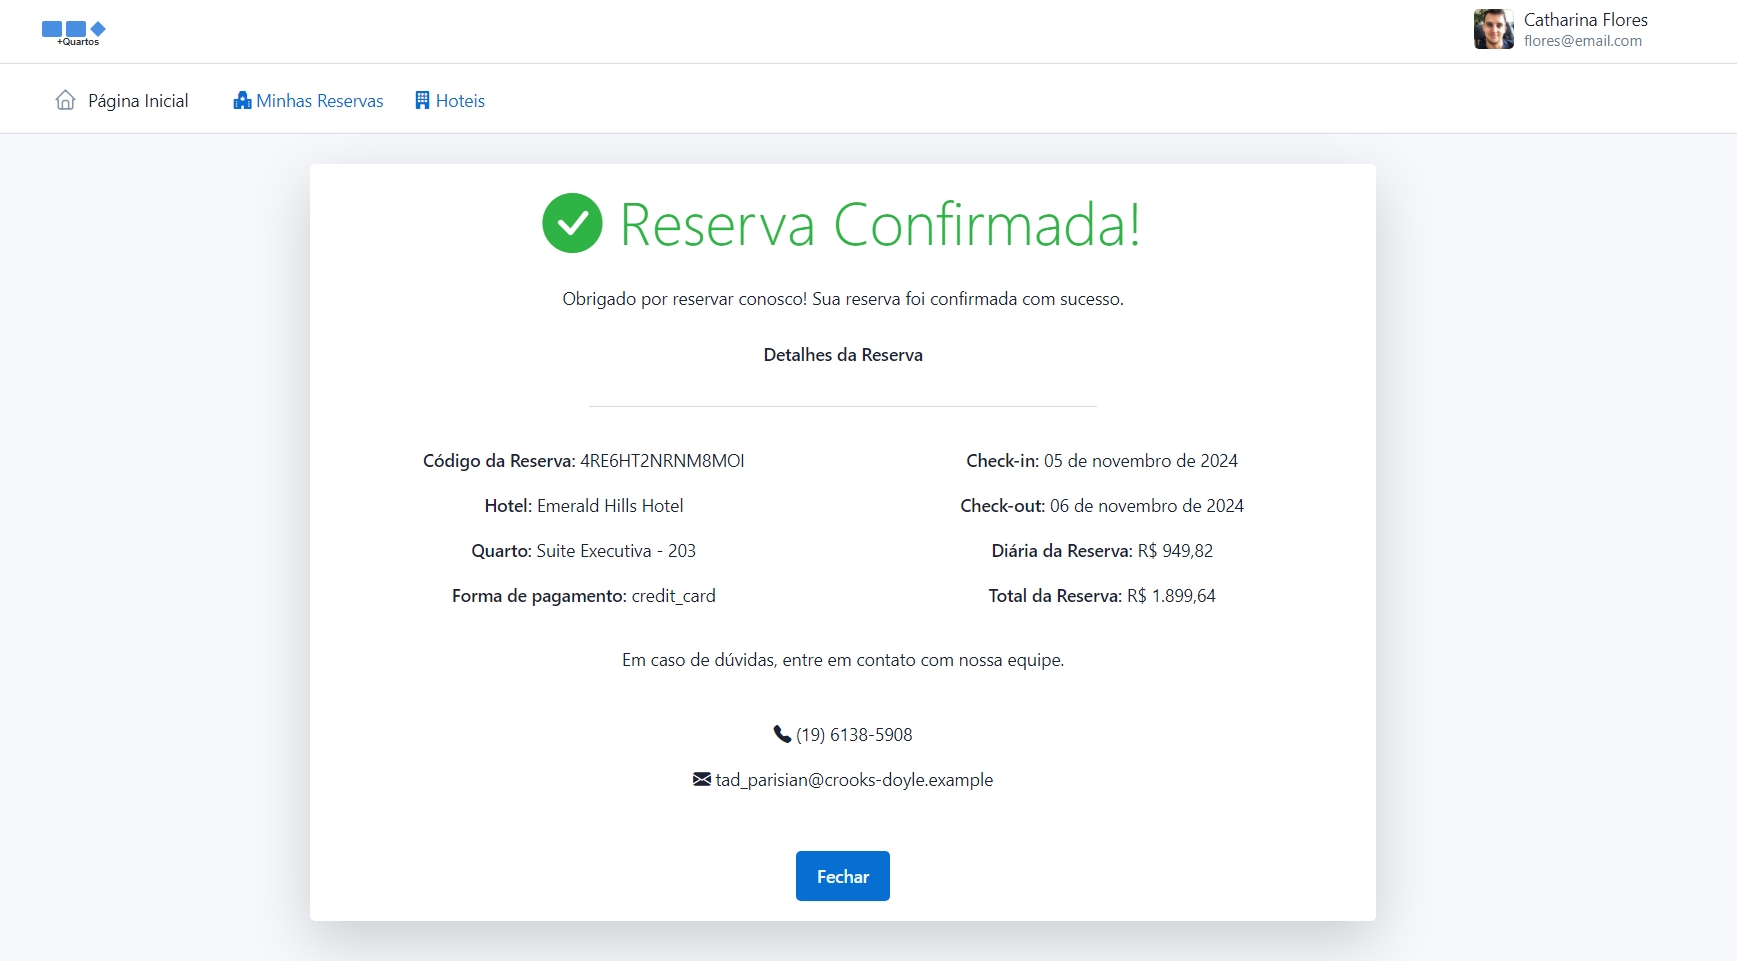 +Quartos
Catharina Flores
flores@email.com
Página Inicial
Minhas Reservas
Hoteis
Reserva Confirmada!
Obrigado por reservar conosco! Sua reserva foi confirmada com sucesso.
Detalhes da Reserva
Código da Reserva: 4RE6HT2NRNM8MOI
Hotel: Emerald Hills Hotel
Quarto: Suite Executiva - 203
Forma de pagamento: credit_card
Check-in: 05 de novembro de 2024
Check-out: 06 de novembro de 2024
Diária da Reserva: R$ 949,82
Total da Reserva: R$ 1.899,64
Em caso de dúvidas, entre em contato com nossa equipe.
(19) 6138-5908
tad_parisian@crooks-doyle.example
Fechar